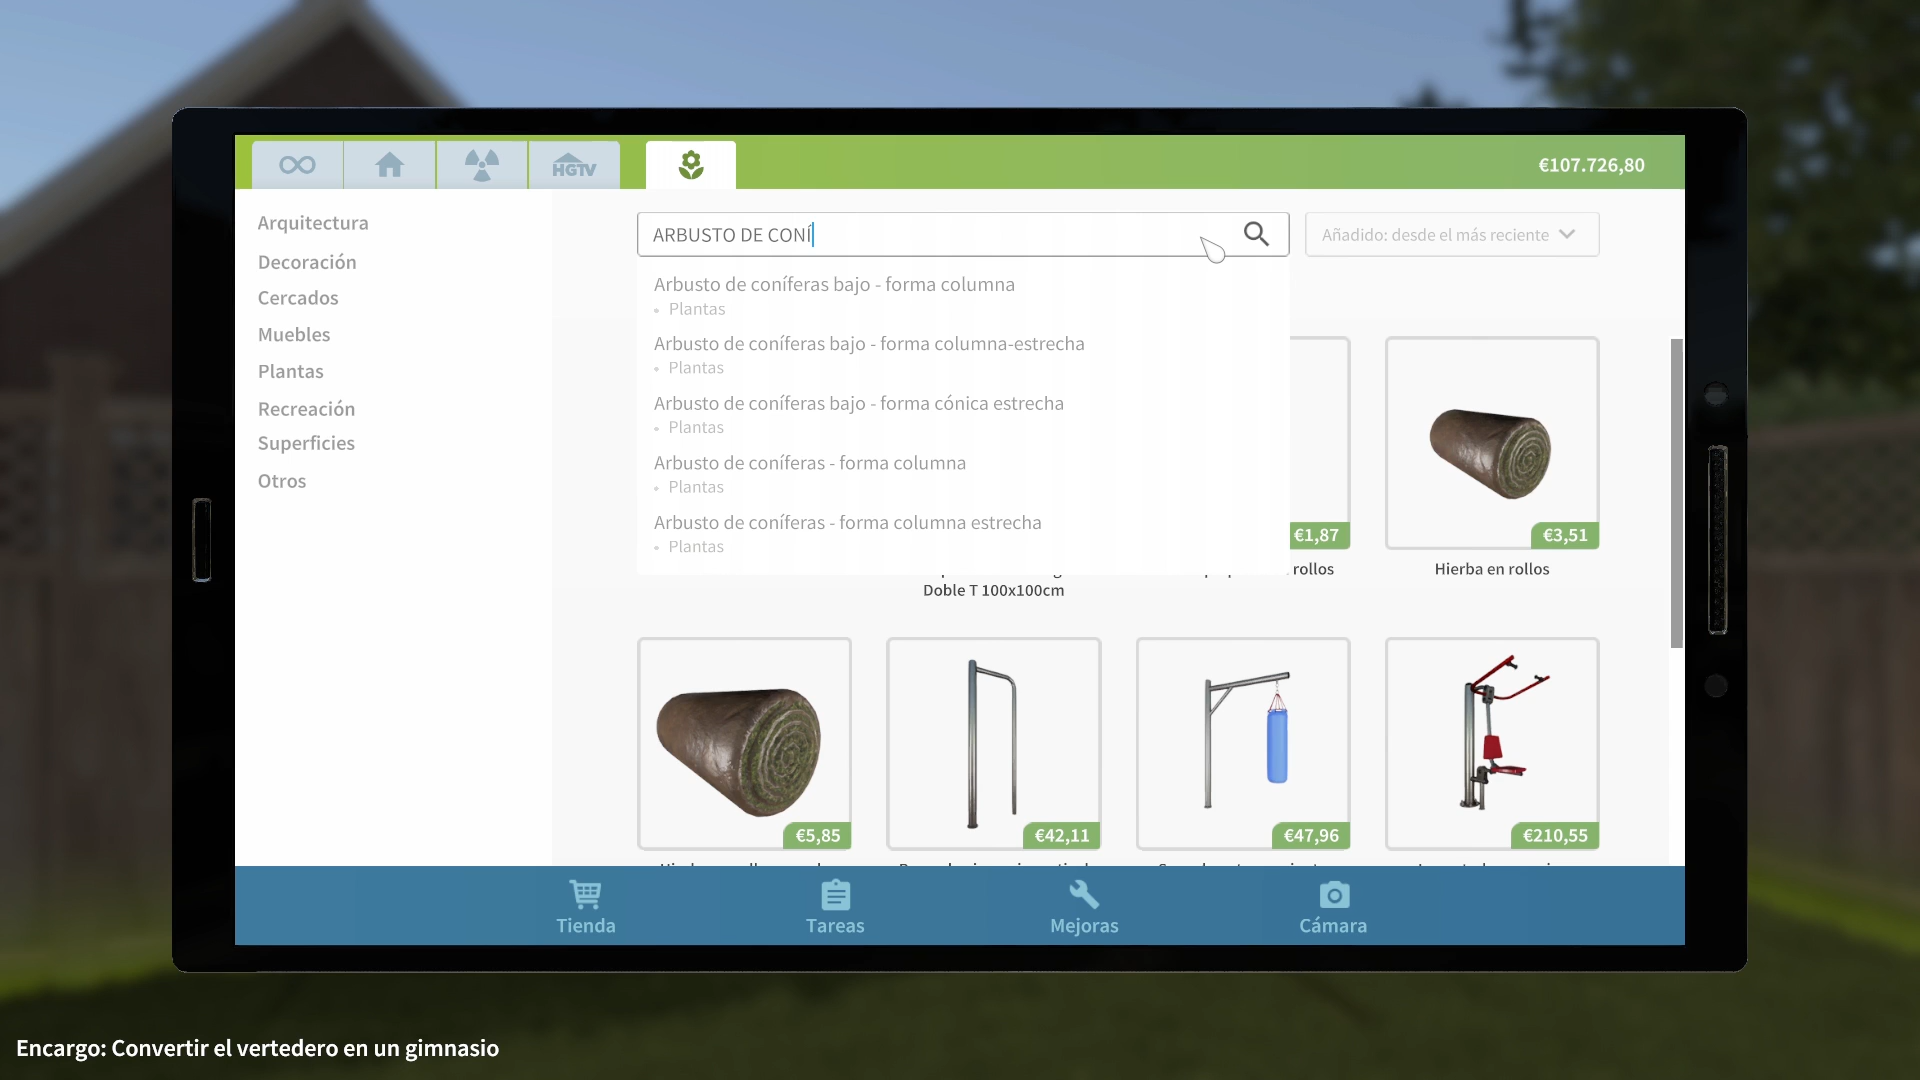 HGTV
€107.726,80
Arquitectura
Decoración
Cercados
Muebles
Plantas
Recreación
Superficies
Otros
ARBUSTO DE CONÍ
Añadido: desde el más reciente
Arbusto de coníferas bajo - forma columna
• Plantas
Arbusto de coníferas bajo - forma columna-estrecha
• Plantas
Arbusto de coníferas bajo - forma cónica estrecha
• Plantas
Arbusto de coníferas - forma columna
• Plantas
Arbusto de coníferas - forma columna estrecha
• Plantas
€1,87
€3,51
rollos
Hierba en rollos
Doble T 100x100cm
€5,85
€42,11
€47,96
€210,55
Tienda
Tareas
Mejoras
Cámara
Encargo: Convertir el vertedero en un gimnasio